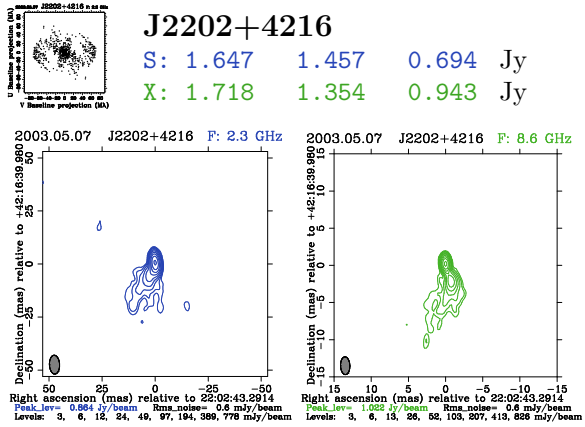 J2202+4216
S: 1.647 1.457 0.694 Jy
X: 1.718 1.354 0.943 Jy
U Baseline projection (Mλ)
V Baseline projection (Mλ)
2003.05.07 J2202+4216 F: 2.3 GHz
Declination (mas) relative to +42:16:39.980
50 25 0 -25 -50
25
0
-25
-50
Right ascension (mas) relative to 22:02:43.2914
Peak_lev= 0.864 Jy/beam Rms_noise= 0.6 mJy/beam
Levels: 3, 6, 12, 24, 49, 97, 194, 389, 778 mJy/beam
2003.05.07 J2202+4216 F: 8.6 GHz
Declination (mas) relative to +42:16:39.980
15 10 5 0 -5 -10 -15
15
10
5
0
-5
-10
-15
Right ascension (mas) relative to 22:02:43.2914
Peak_lev= 1.022 Jy/beam Rms_noise= 0.6 mJy/beam
Levels: 3, 6, 13, 26, 52, 103, 207, 413, 826 mJy/beam